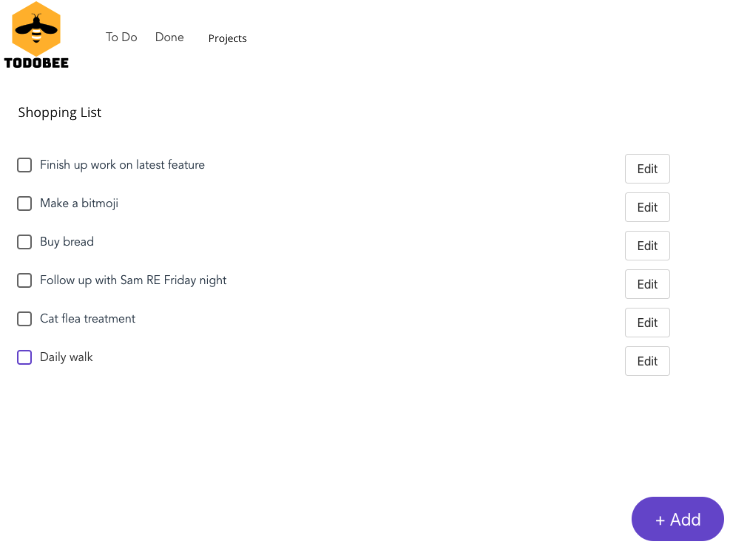 TODOBEE
To Do Done Projects
Shopping List
Finish up work on latest feature Edit
Make a bitmoji Edit
Buy bread Edit
Follow up with Sam RE Friday night Edit
Cat flea treatment Edit
Daily walk Edit
+ Add